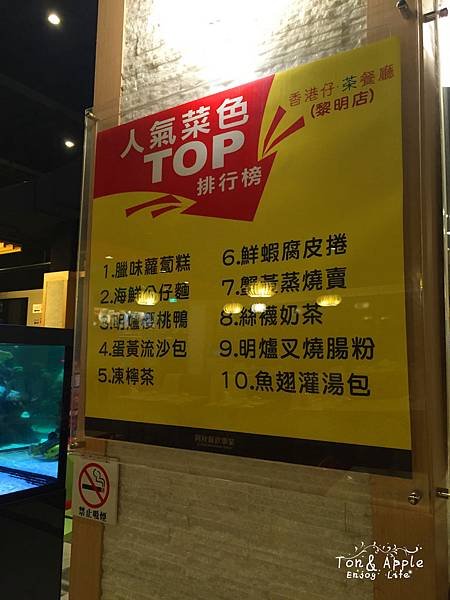 香港仔·茶餐廳
(黎明店)
人氣菜色
TOP
排行榜
1.臘味蘿蔔糕
2.海鮮公仔麵
3.明爐櫻桃鴨
4.蛋黃流沙包
5.凍檸茶
6.鮮蝦腐皮捲
7.蟹黃蒸燒賣
8.絲襪奶茶
9.明爐叉燒腸粉
10.魚翅灌湯包
禁止吸煙
Ton & Apple
Enjoy Life